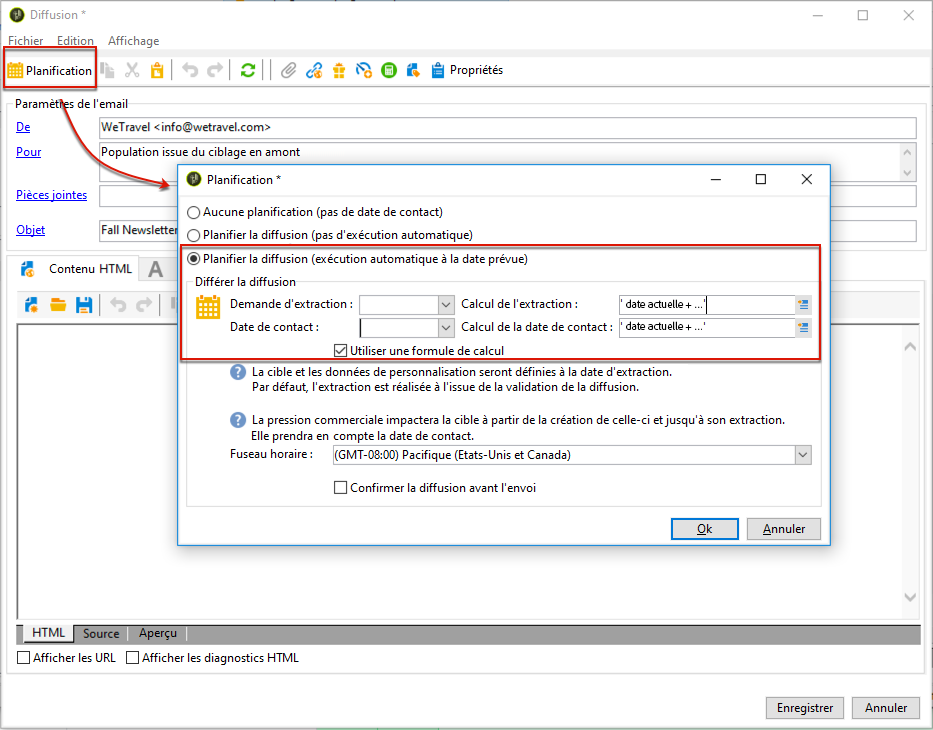 Diffusion *
Fichier Edition Affichage
Planification Propriétés
Paramètres de l'email
De WeTravel <info@wetravel.com>
Pour Population issue du ciblage en amont
Pièces jointes
Objet Fall Newsletter
Contenu HTML A
Planification *
Aucune planification (pas de date de contact)
Planifier la diffusion (pas d'exécution automatique)
Planifier la diffusion (exécution automatique à la date prévue)
Différer la diffusion
Demande d'extraction : Calcul de l'extraction : ' date actuelle + ...'
Date de contact : Calcul de la date de contact : ' date actuelle + ...'
Utiliser une formule de calcul
La cible et les données de personnalisation seront définies à la date d'extraction.
Par défaut, l'extraction est réalisée à l'issue de la validation de la diffusion.
La pression commerciale impactera la cible à partir de la création de celle-ci et jusqu'à son extraction.
Elle prendra en compte la date de contact.
Fuseau horaire : (GMT-08:00) Pacifique (Etats-Unis et Canada)
Confirmer la diffusion avant l'envoi
Ok Annuler
HTML Source Aperçu
Afficher les URL Afficher les diagnostics HTML
Enregistrer Annuler